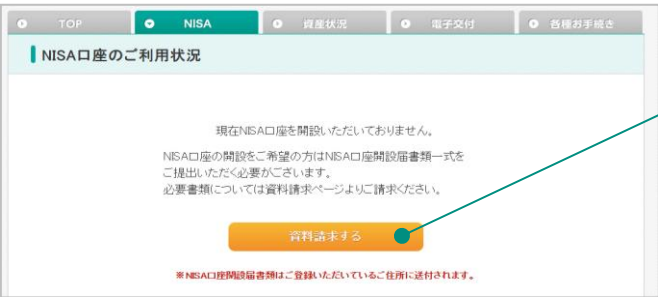 TOP NISA 資産状況 電子交付 各種お手続き
NISA口座のご利用状況
現在NISA口座を開設いただいておりません。
NISA口座の開設をご希望の方はNISA口座開設届書類一式を
ご提出いただく必要がございます。
必要書類については資料請求ページよりご請求ください。
資料請求する
※NISA口座開設届書類はご登録いただいているご住所に送付されます。